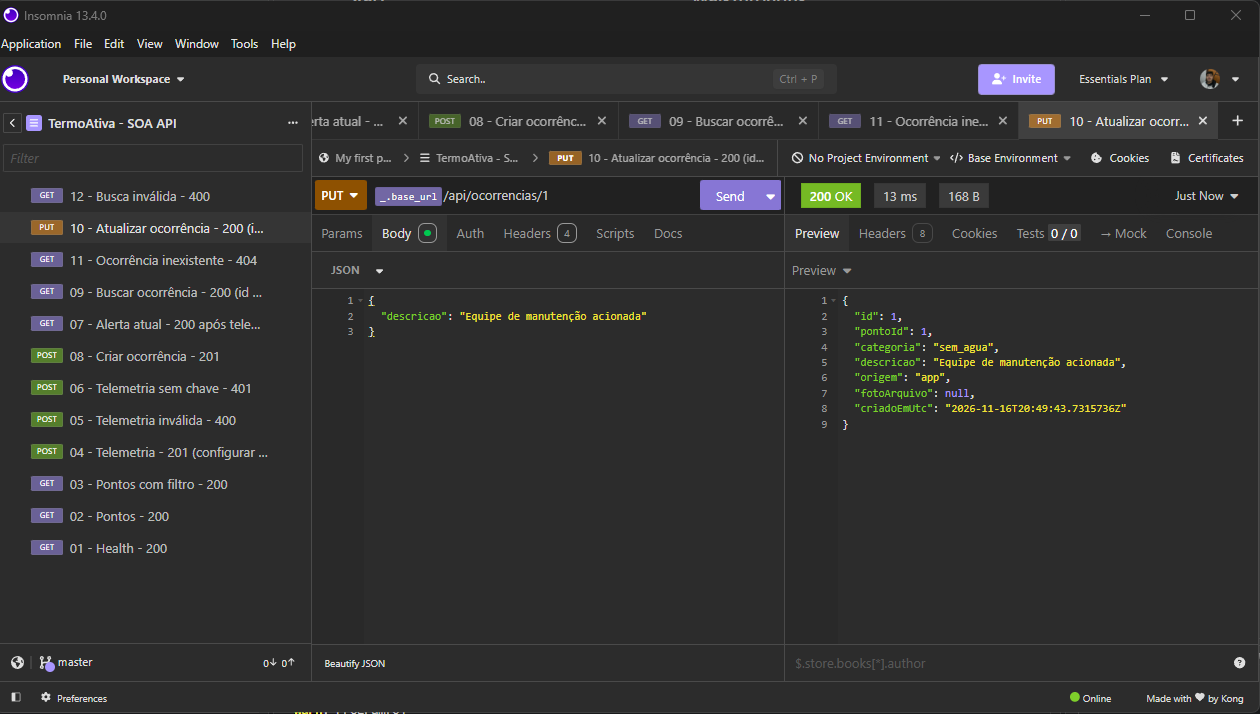 Insomnia 13.4.0
Application File Edit View Window Tools Help
Personal Workspace
Search..
Ctrl + P
Invite
Essentials Plan
TermoAtiva - SOA API
Filter
GET 12 - Busca inválida - 400
PUT 10 - Atualizar ocorrência - 200 (i...
GET 11 - Ocorrência inexistente - 404
GET 09 - Buscar ocorrência - 200 (id ...
GET 07 - Alerta atual - 200 após tele...
POST 08 - Criar ocorrência - 201
POST 06 - Telemetria sem chave - 401
POST 05 - Telemetria inválida - 400
POST 04 - Telemetria - 201 (configurar ...
GET 03 - Pontos com filtro - 200
GET 02 - Pontos - 200
GET 01 - Health - 200
master
0 0
erta atual - ...
POST 08 - Criar ocorrênc...
GET 09 - Buscar ocorrê...
GET 11 - Ocorrência ine...
PUT 10 - Atualizar ocorr...
My first p...
TermoAtiva - S...
PUT 10 - Atualizar ocorrência - 200 (id...
No Project Environment
Base Environment
Cookies
Certificates
PUT
_.base_url /api/ocorrencias/1
Send
Params Body Auth Headers 4 Scripts Docs
JSON
1 {
2 "descricao": "Equipe de manutenção acionada"
3 }
Beautify JSON
200 OK
13 ms
168 B
Just Now
Preview Headers 8 Cookies Tests 0 / 0 → Mock Console
Preview
1 {
2 "id": 1,
3 "pontoId": 1,
4 "categoria": "sem_agua",
5 "descricao": "Equipe de manutenção acionada",
6 "origem": "app",
7 "fotoArquivo": null,
8 "criadoEmUtc": "2026-11-16T20:49:43.7315736Z"
9 }
$.store.books[*].author
Preferences
Online
Made with ♥ by Kong